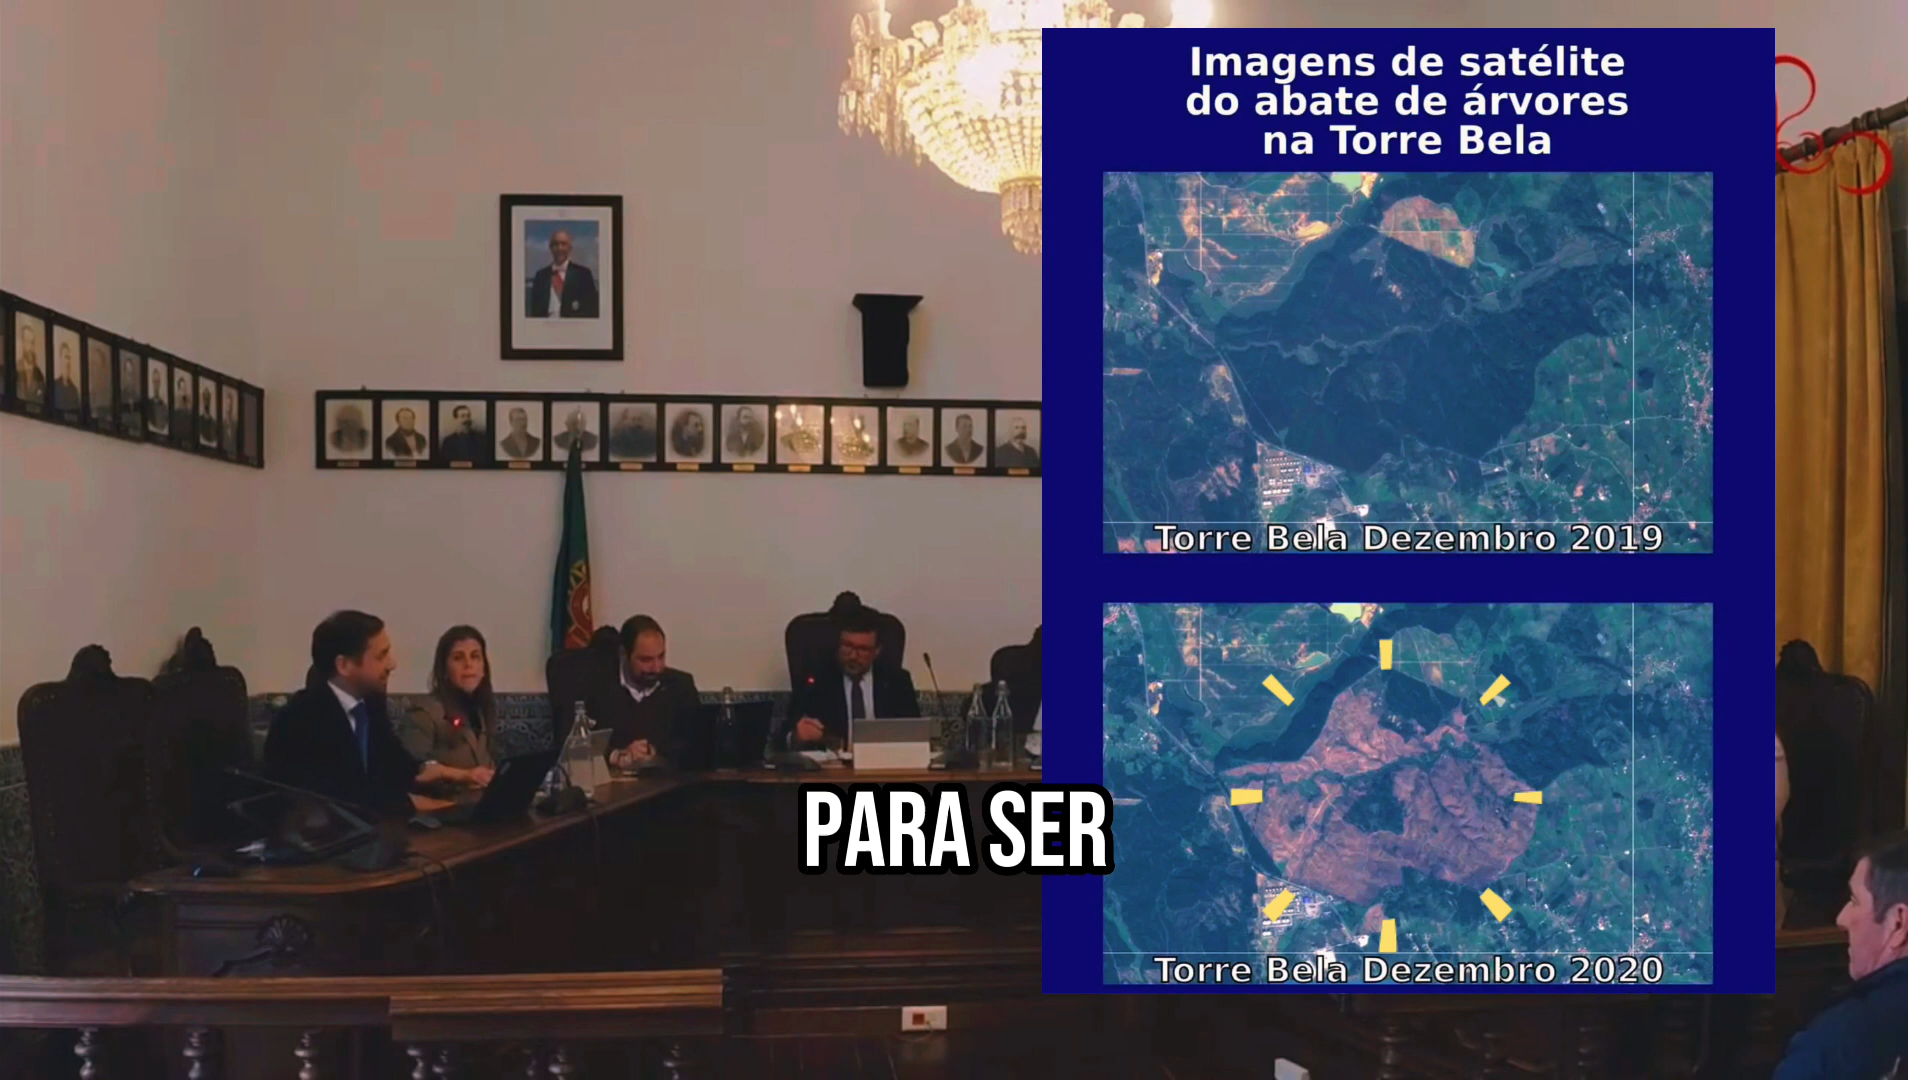 Imagens de satélite
do abate de árvores
na Torre Bela
Torre Bela Dezembro 2019
PARA SER
Torre Bela Dezembro 2020